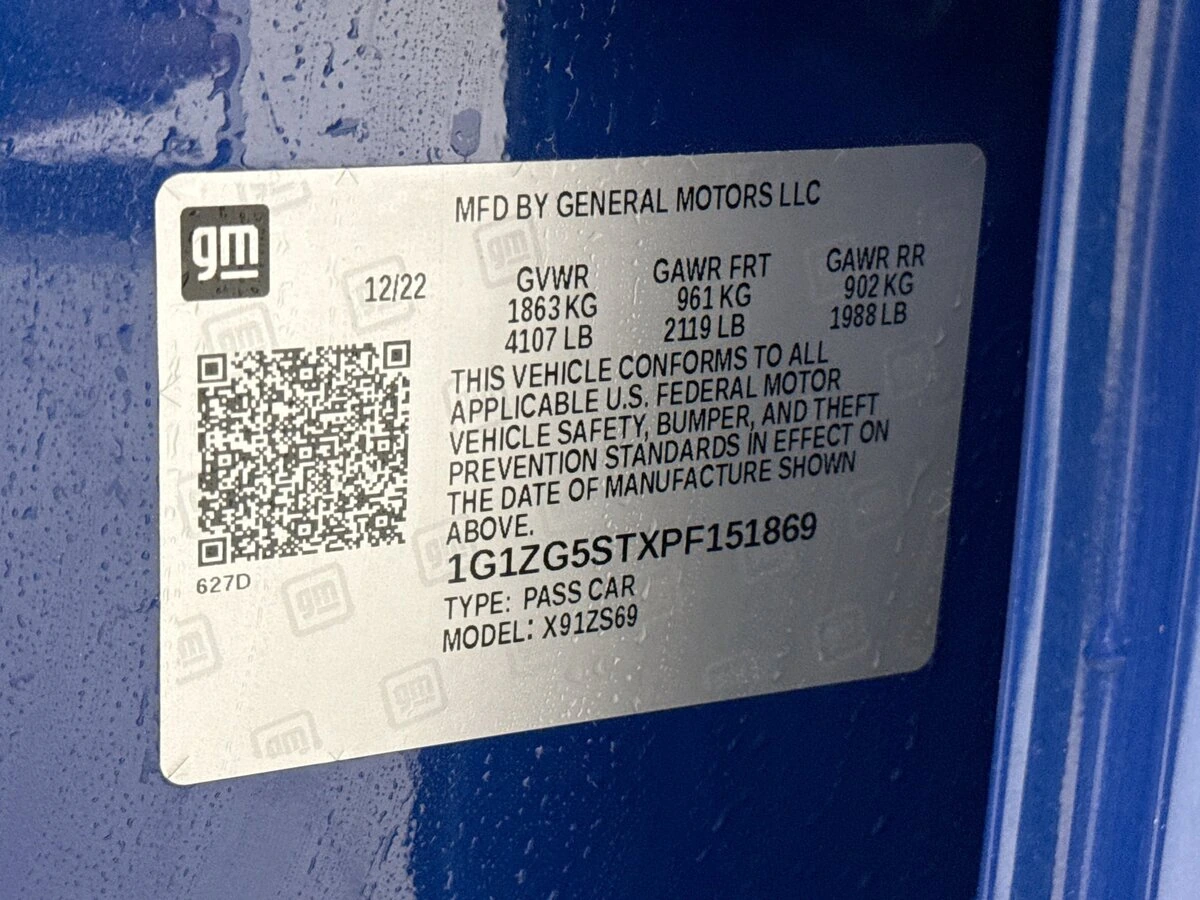 MFD BY GENERAL MOTORS LLC
gm
12/22
GVWR
1863 KG
4107 LB
GAWR FRT
961 KG
2119 LB
GAWR RR
902 KG
1988 LB
THIS VEHICLE CONFORMS TO ALL
APPLICABLE U.S. FEDERAL MOTOR
VEHICLE SAFETY, BUMPER, AND THEFT
PREVENTION STANDARDS IN EFFECT ON
THE DATE OF MANUFACTURE SHOWN
ABOVE.
1G1ZG5STXPF151869
TYPE: PASS CAR
MODEL: X91ZS69
627D